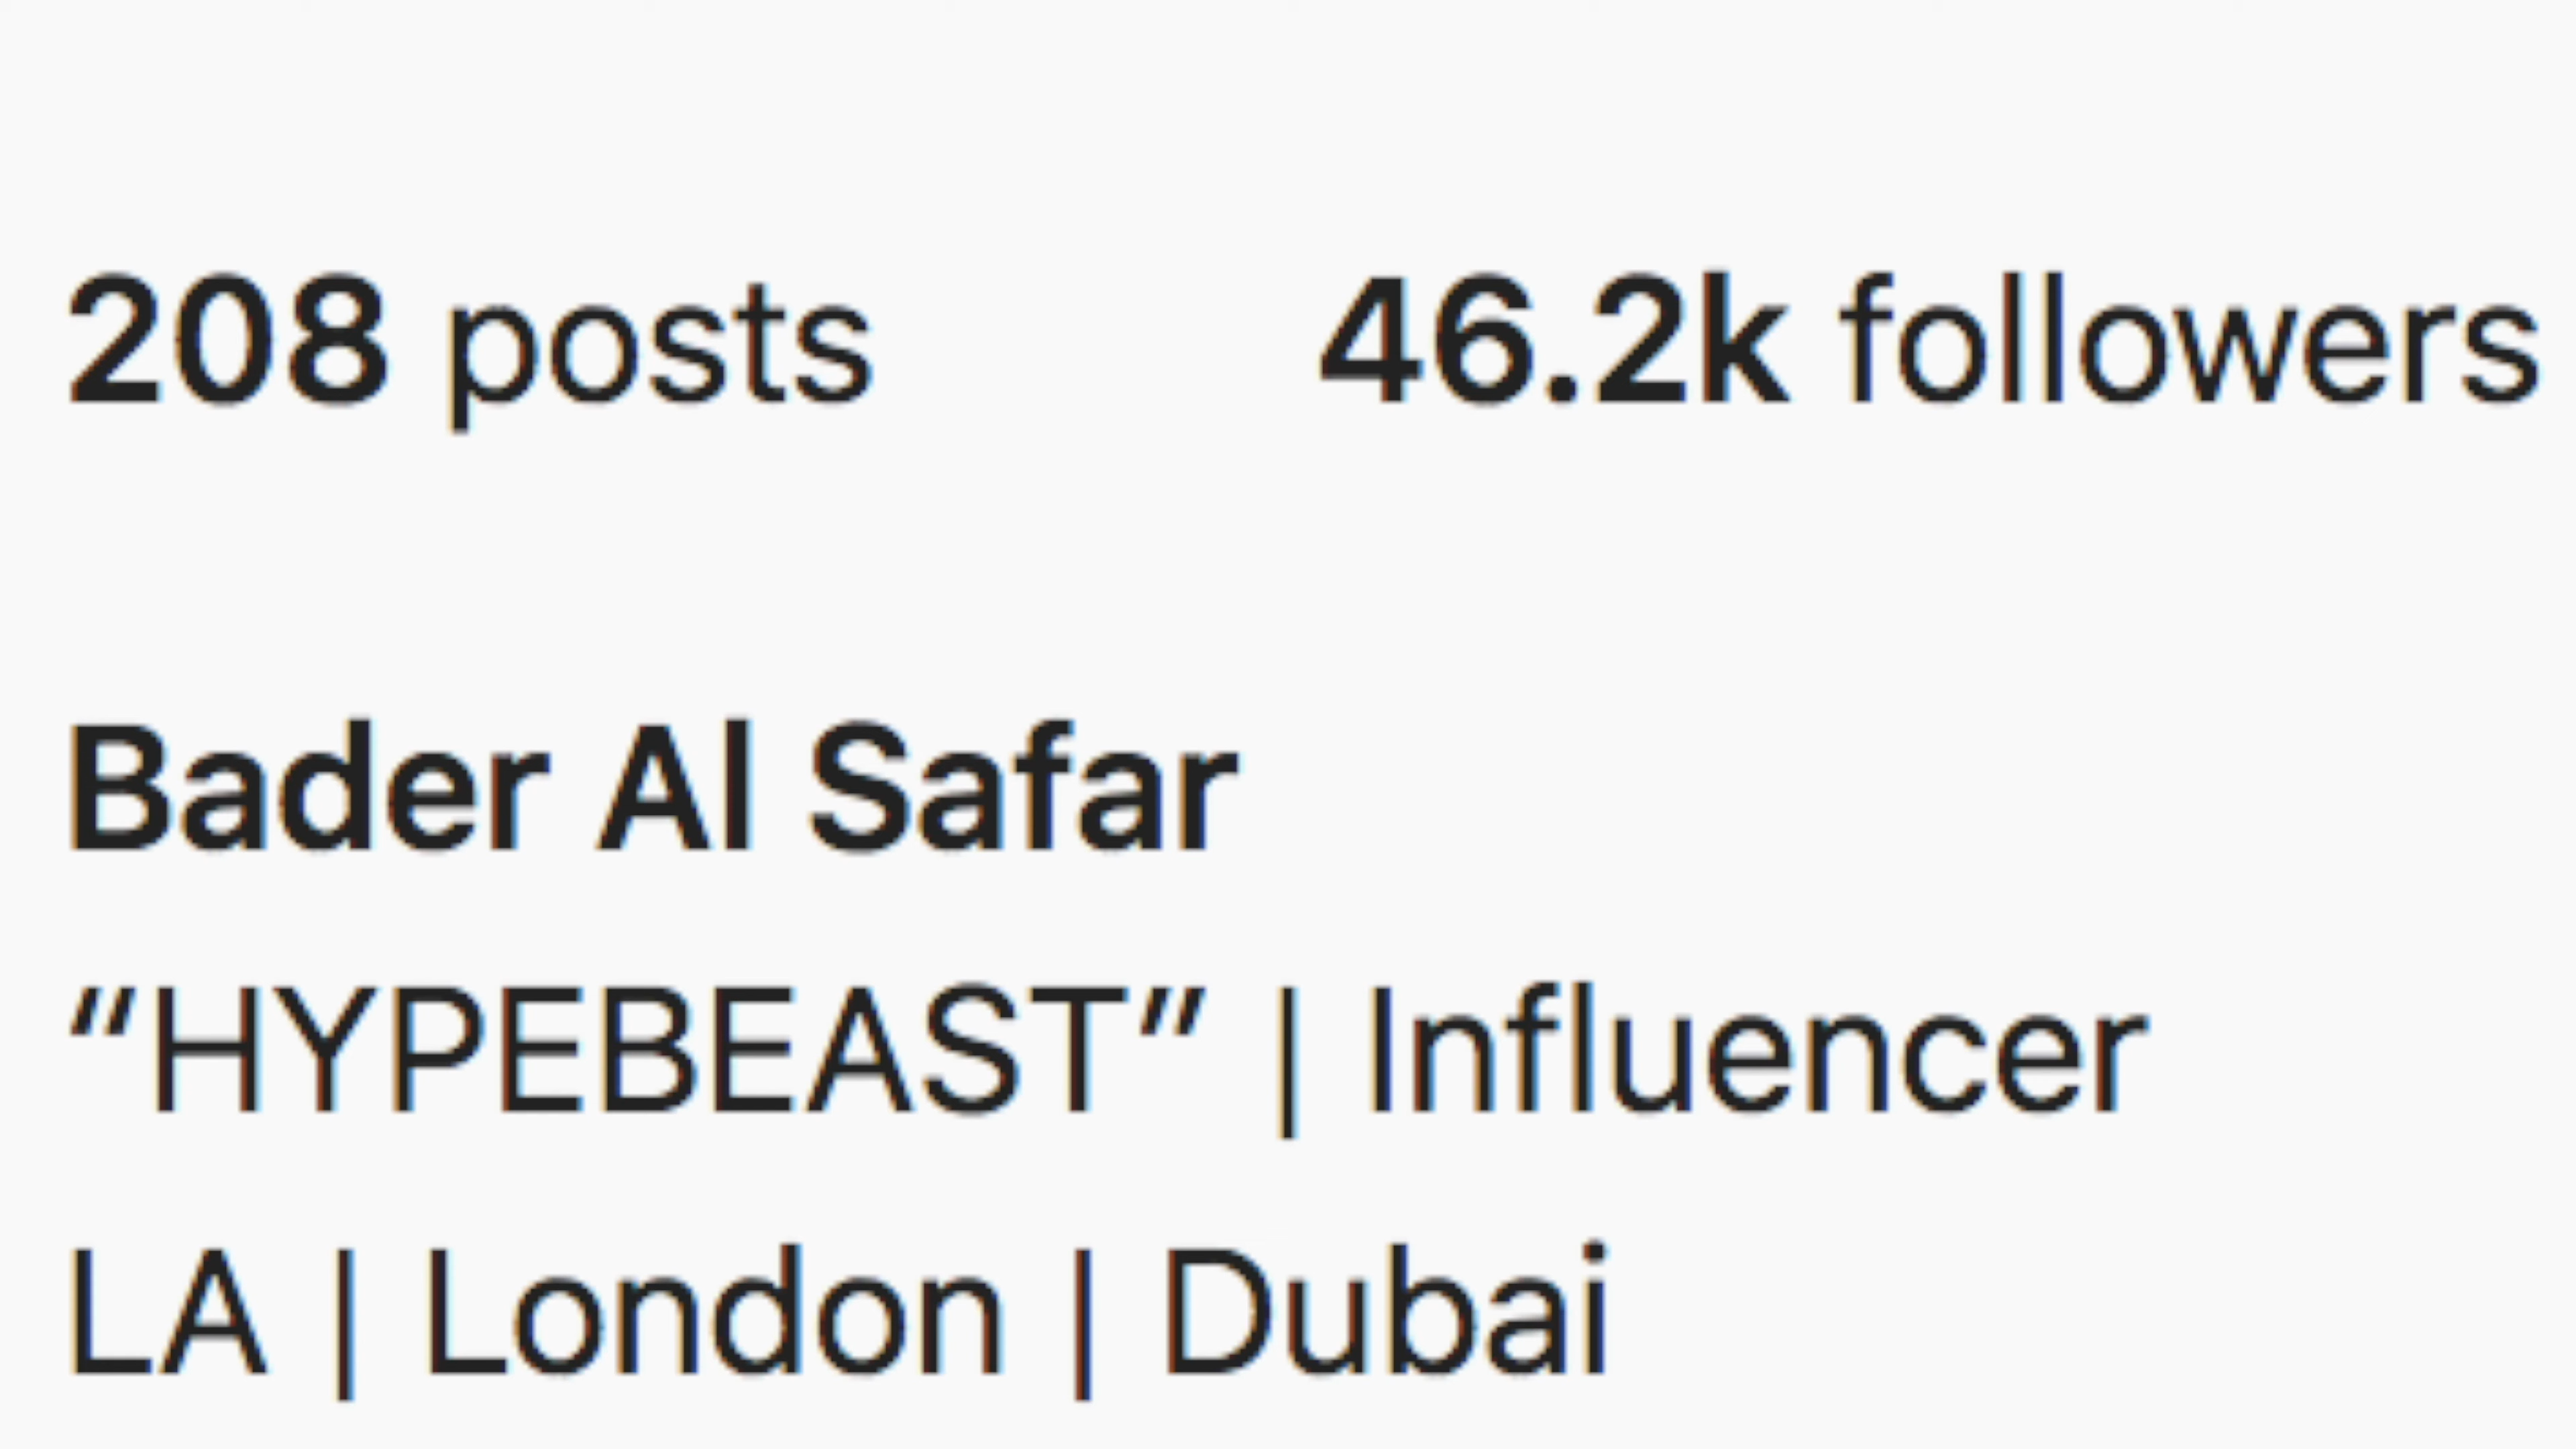 208 posts 46.2k followers
Bader Al Safar
“HYPEBEAST” | Influencer
LA | London | Dubai